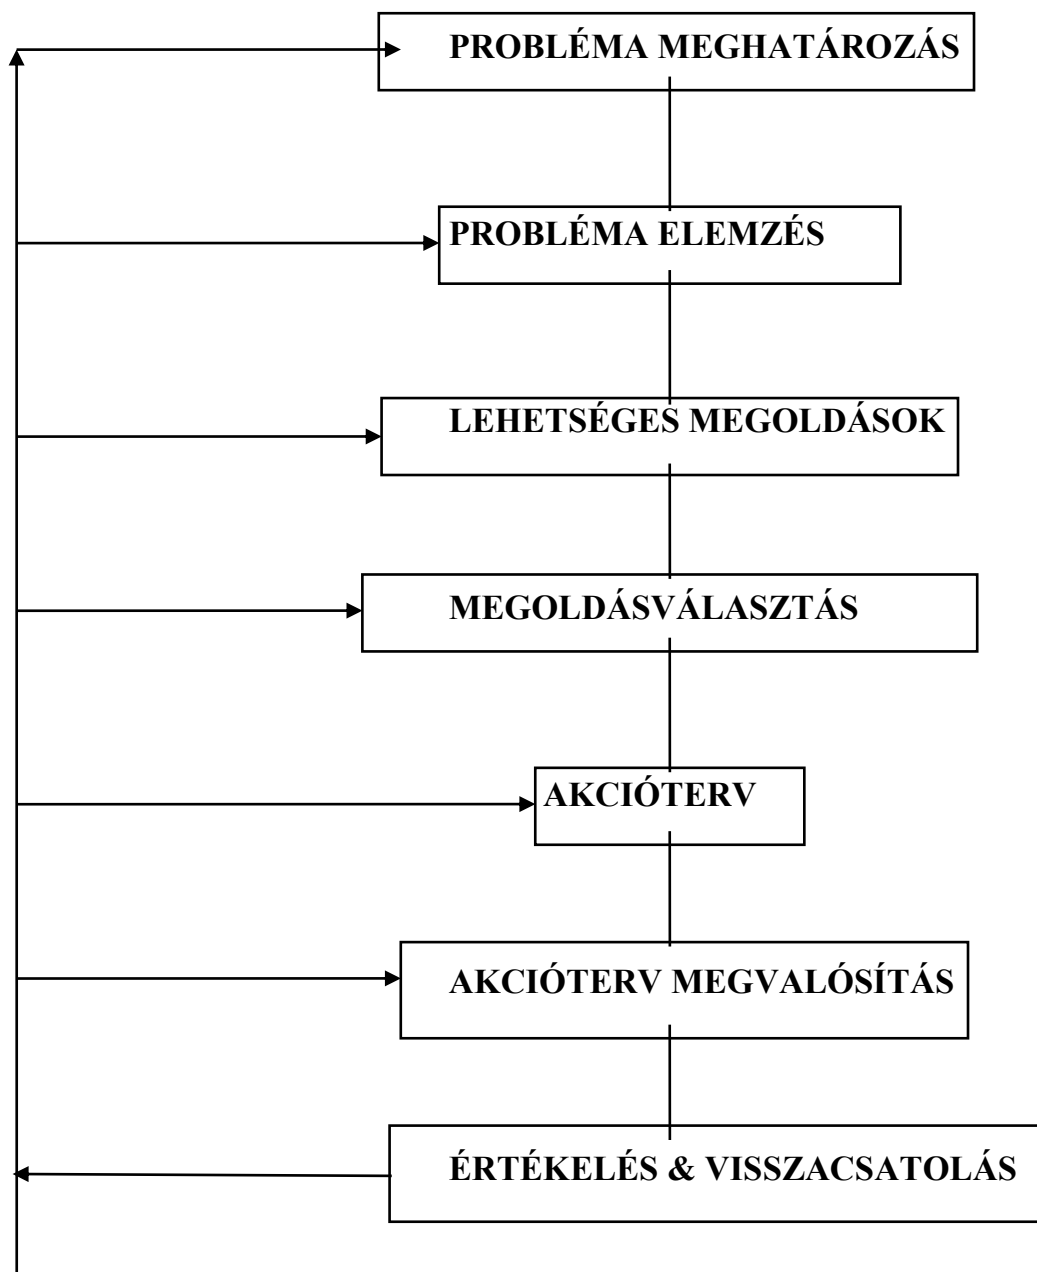 PROBLÉMA MEGHATÁROZÁS
PROBLÉMA ELEMZÉS
LEHETSÉGES MEGOLDÁSOK
MEGOLDÁSVÁLASZTÁS
AKCIÓTERV
AKCIÓTERV MEGVALÓSÍTÁS
ÉRTÉKELÉS & VISSZACSATOLÁS